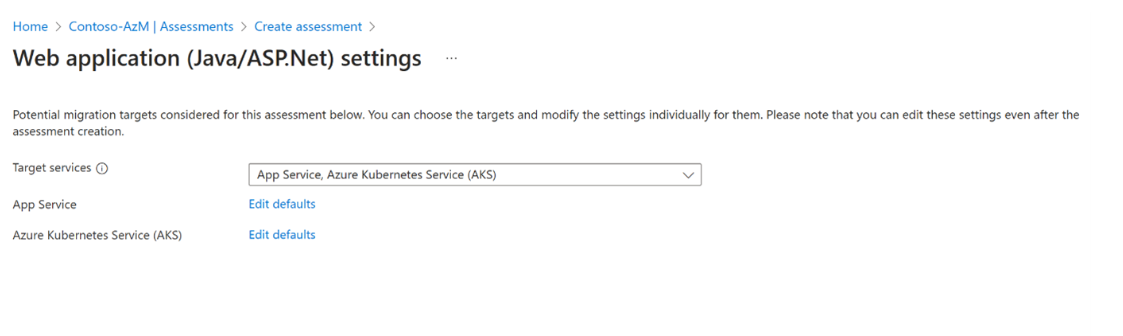 Home > Contoso-AzM | Assessments > Create assessment >
Web application (Java/ASP.Net) settings ...
Potential migration targets considered for this assessment below. You can choose the targets and modify the settings individually for them. Please note that you can edit these settings even after the
assessment creation.
Target services
App Service, Azure Kubernetes Service (AKS)
App Service Edit defaults
Azure Kubernetes Service (AKS) Edit defaults